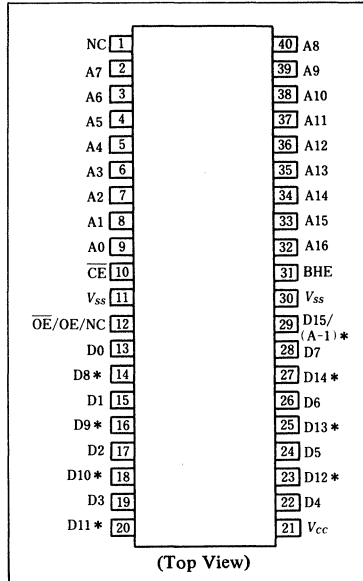 NC 1 40 A8
A7 2 39 A9
A6 3 38 A10
A5 4 37 A11
A4 5 36 A12
A3 6 35 A13
A2 7 34 A14
A1 8 33 A15
A0 9 32 A16
C̅E̅ 10 31 BHE
Vss 11 30 Vss
O̅E̅/OE/NC 12 29 D15/(A-1)*
D0 13 28 D7
D8* 14 27 D14*
D1 15 26 D6
D9* 16 25 D13*
D2 17 24 D5
D10* 18 23 D12*
D3 19 22 D4
D11* 20 21 Vcc
(Top View)